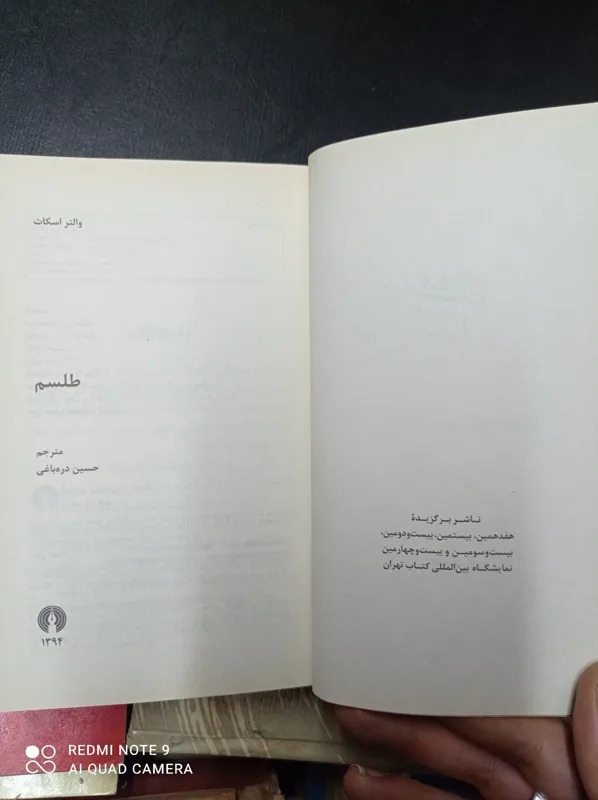 ناشر برگزیدهٔ
هفدهمین، بیستمین، بیست‌ودومین،
بیست‌وسومین و بیست‌وچهارمین
نمایشگاه بین‌المللی کتاب تهران
والتر اسکات
طلسم
مترجم
حسین دره‌باغی
۱۳۹۴
REDMI NOTE 9
AI QUAD CAMERA